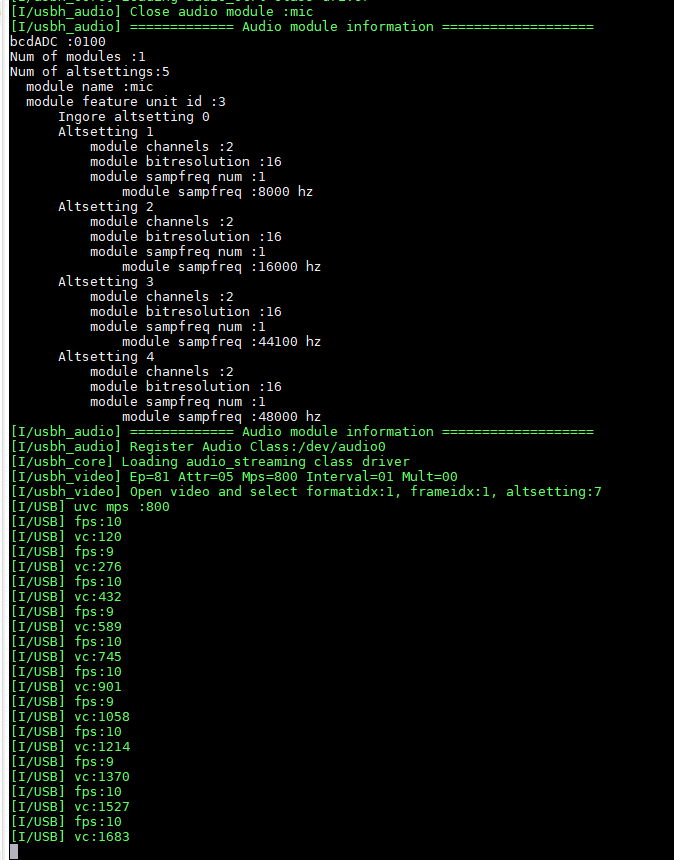 [I/usbh_audio] Close audio module :mic
[I/usbh_audio] ============= Audio module information ===================
bcdADC :0100
Num of modules :1
Num of altsettings:5
  module name :mic
  module feature unit id :3
      Ingore altsetting 0
      Altsetting 1
          module channels :2
          module bitresolution :16
          module sampfreq num :1
              module sampfreq :8000 hz
      Altsetting 2
          module channels :2
          module bitresolution :16
          module sampfreq num :1
              module sampfreq :16000 hz
      Altsetting 3
          module channels :2
          module bitresolution :16
          module sampfreq num :1
              module sampfreq :44100 hz
      Altsetting 4
          module channels :2
          module bitresolution :16
          module sampfreq num :1
              module sampfreq :48000 hz
[I/usbh_audio] ============= Audio module information ===================
[I/usbh_audio] Register Audio Class:/dev/audio0
[I/usbh_core] Loading audio_streaming class driver
[I/usbh_video] Ep=81 Attr=05 Mps=800 Interval=01 Mult=00
[I/usbh_video] Open video and select formatidx:1, frameidx:1, altsetting:7
[I/USB] uvc mps :800
[I/USB] fps:10
[I/USB] vc:120
[I/USB] fps:9
[I/USB] vc:276
[I/USB] fps:10
[I/USB] vc:432
[I/USB] fps:9
[I/USB] vc:589
[I/USB] fps:10
[I/USB] vc:745
[I/USB] fps:10
[I/USB] vc:901
[I/USB] fps:9
[I/USB] vc:1058
[I/USB] fps:10
[I/USB] vc:1214
[I/USB] fps:9
[I/USB] vc:1370
[I/USB] fps:10
[I/USB] vc:1527
[I/USB] fps:10
[I/USB] vc:1683